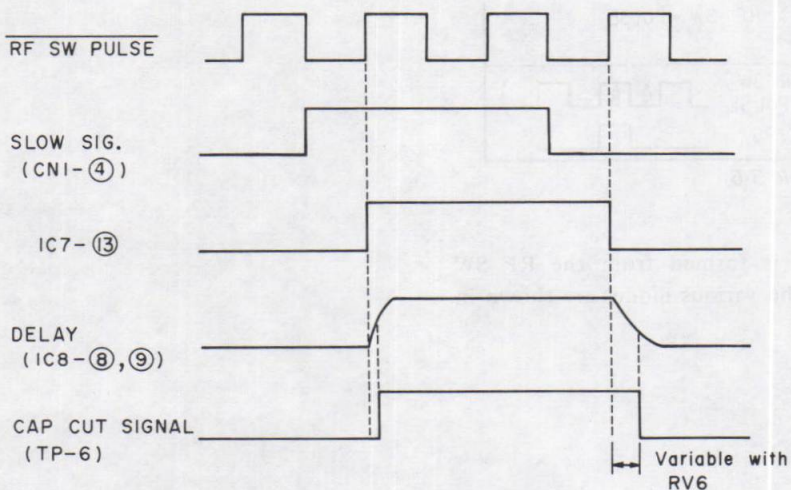 RF SW PULSE
SLOW SIG.
(CN1-④)
IC7-⑬
DELAY
(IC8-⑧,⑨)
CAP CUT SIGNAL
(TP-6)
Variable with
RV6